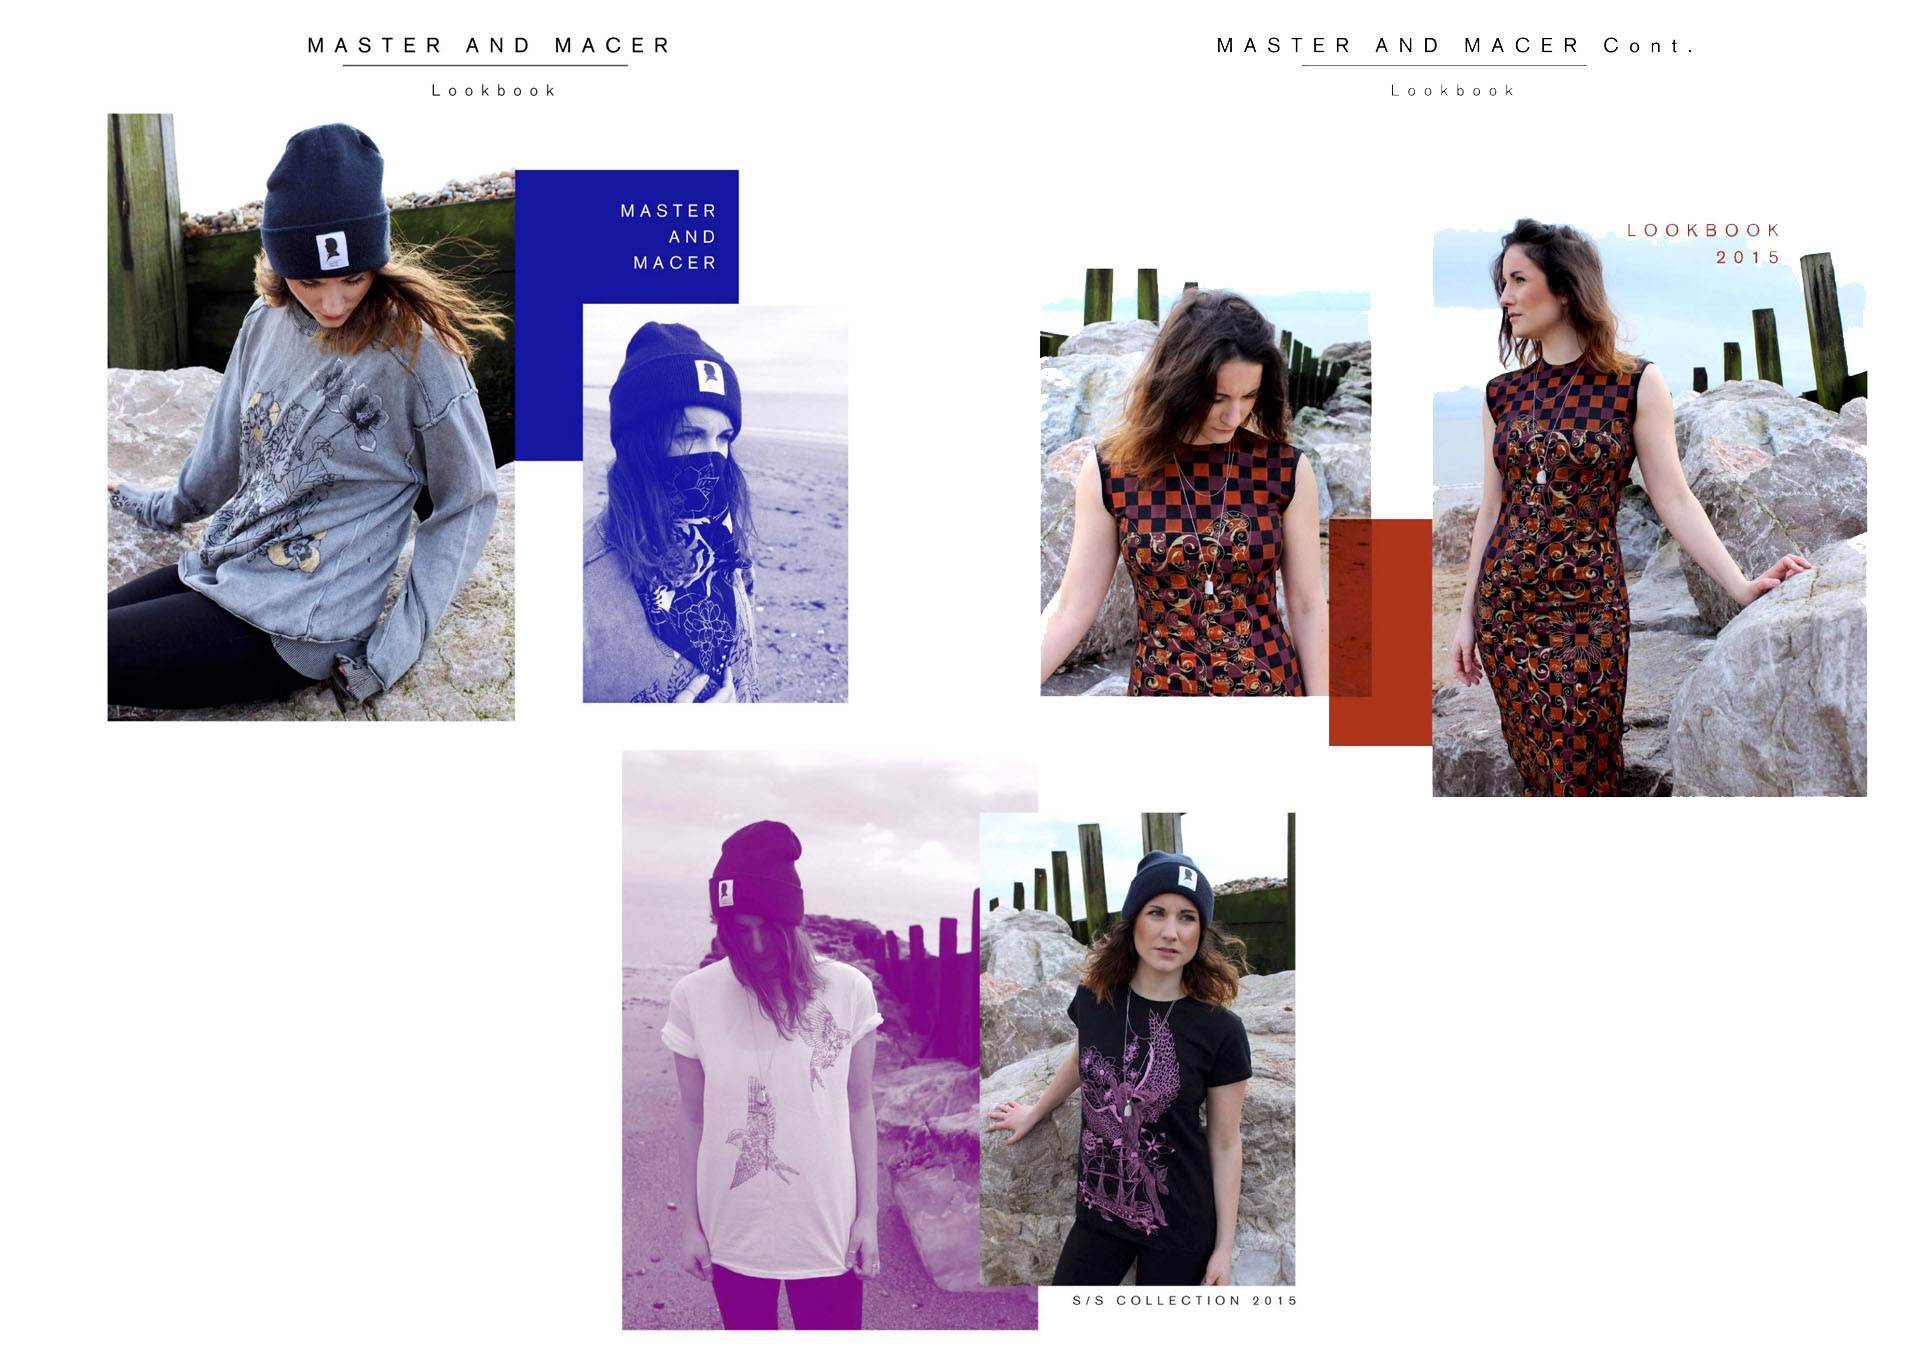 MASTER AND MACER
Lookbook
MASTER AND MACER Cont.
Lookbook
MASTER
AND
MACER
LOOKBOOK
2015
S/S COLLECTION 2015